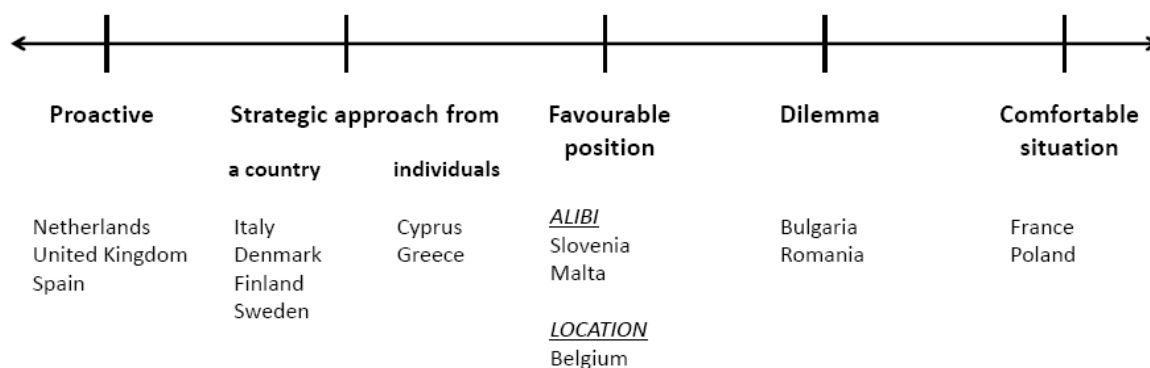 Proactive
Strategic approach from
a country
individuals
Favourable
position
Dilemma
Comfortable
situation
Netherlands
United Kingdom
Spain
Italy
Denmark
Finland
Sweden
Cyprus
Greece
ALIBI
Slovenia
Malta
LOCATION
Belgium
Bulgaria
Romania
France
Poland